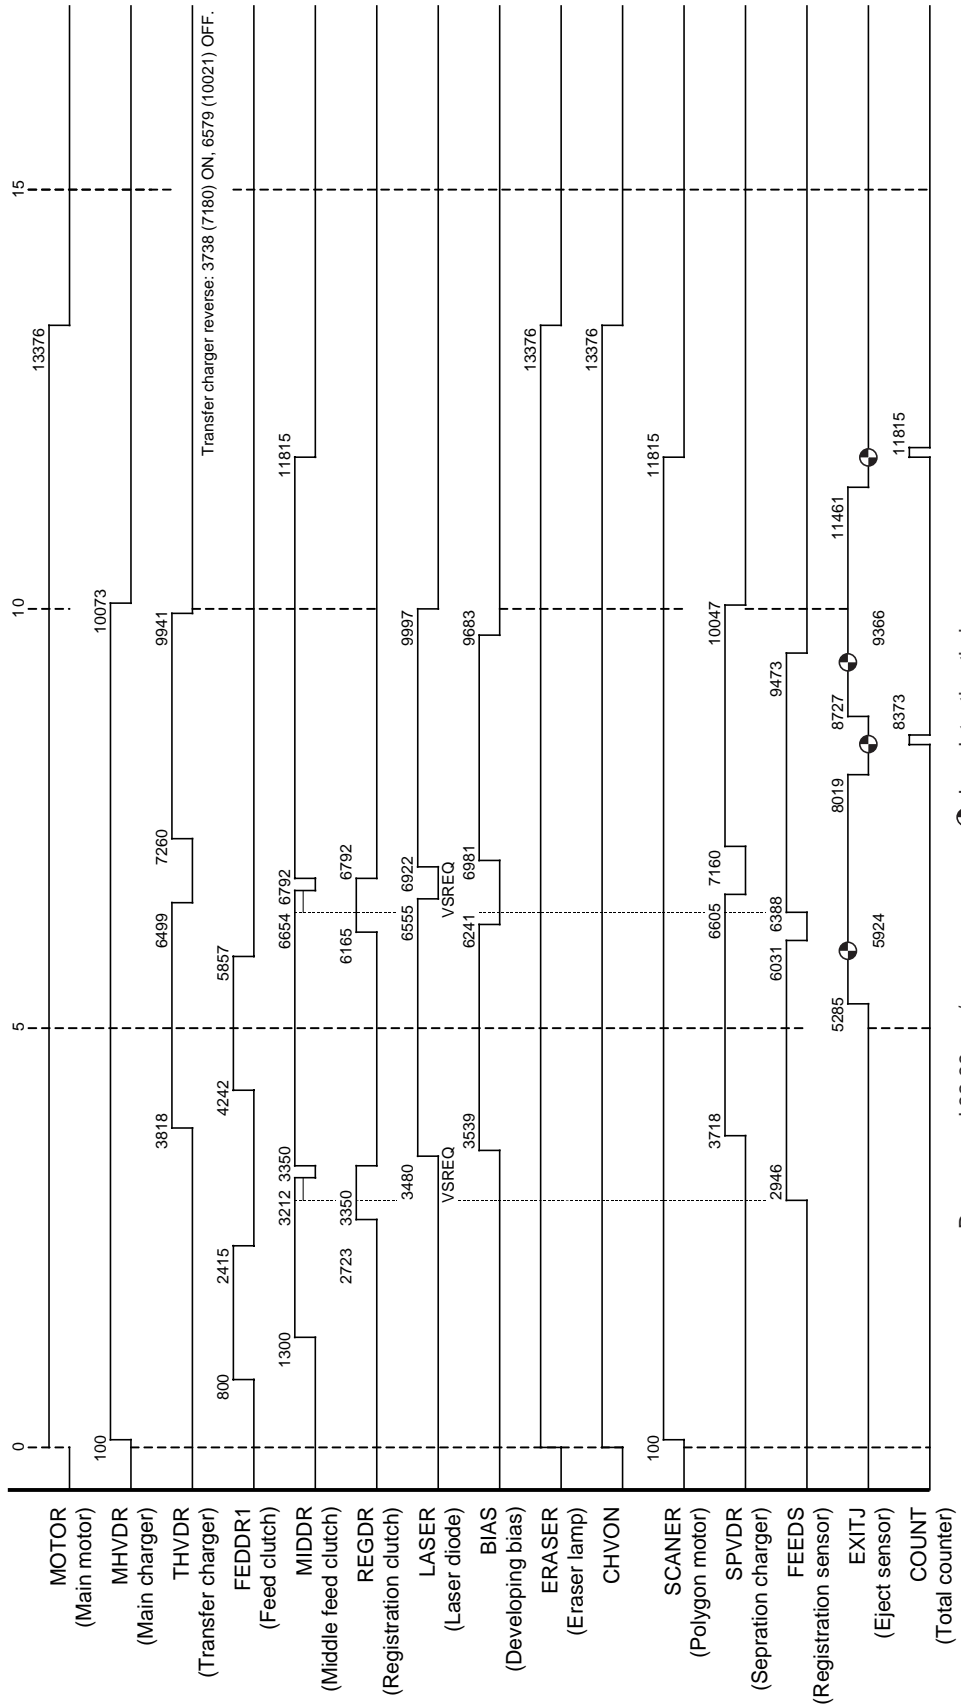 0
5
10
15
MOTOR
(Main motor)
13376
MHVDR
(Main charger)
100
10073
THVDR
(Transfer charger)
3818
6499
7260
9941
Transfer charger reverse: 3738 (7180) ON, 6579 (10021) OFF.
FEDDR1
(Feed clutch)
800
2415
4242
5857
MIDDR
(Middle feed clutch)
1300
3212
3350
6654
6792
11815
REGDR
(Registration clutch)
2723
3350
6165
6792
LASER
(Laser diode)
3480
VSREQ
6555
6922
VSREQ
9997
BIAS
(Developing bias)
3539
6241
6981
9683
ERASER
(Eraser lamp)
13376
CHVON
13376
SCANER
(Polygon motor)
100
11815
SPVDR
(Sepration charger)
3718
6605
7160
10047
FEEDS
(Registration sensor)
2946
6031
6388
9473
EXITJ
(Eject sensor)
5285
5924
8019
8727
9366
11461
COUNT
(Total counter)
8373
11815